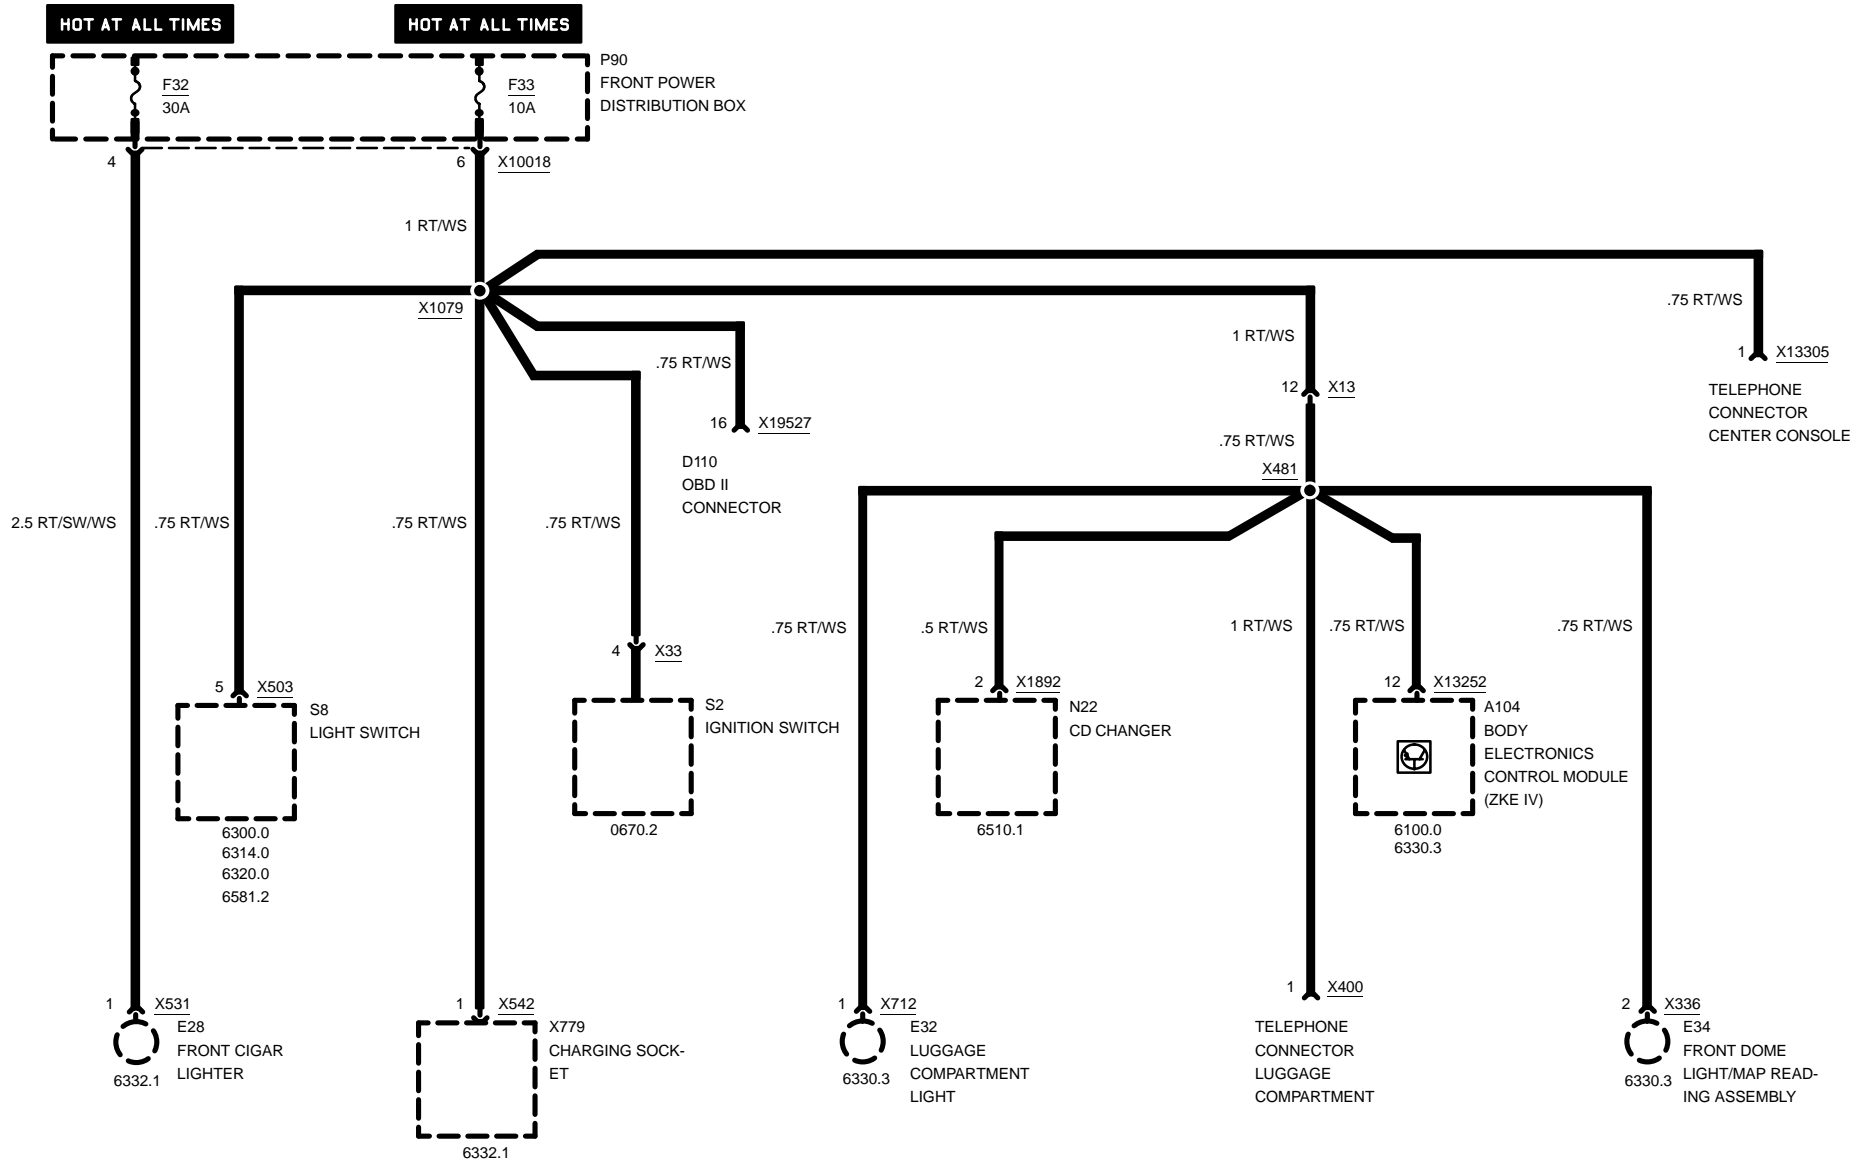 HOT AT ALL TIMES
HOT AT ALL TIMES
F32
30A
F33
10A
P90
FRONT POWER
DISTRIBUTION BOX
4
6
X10018
1 RT/WS
X1079
.75 RT/WS
1 RT/WS
.75 RT/WS
1
X13305
TELEPHONE
CONNECTOR
CENTER CONSOLE
12
X13
16
X19527
D110
OBD II
CONNECTOR
.75 RT/WS
X481
2.5 RT/SW/WS
.75 RT/WS
.75 RT/WS
.75 RT/WS
.75 RT/WS
.5 RT/WS
1 RT/WS
.75 RT/WS
.75 RT/WS
4
X33
5
X503
S8
LIGHT SWITCH
6300.0
6314.0
6320.0
6581.2
S2
IGNITION SWITCH
0670.2
2
X1892
N22
CD CHANGER
6510.1
12
X13252
A104
BODY
ELECTRONICS
CONTROL MODULE
(ZKE IV)
6100.0
6330.3
1
X531
E28
FRONT CIGAR
LIGHTER
6332.1
1
X542
X779
CHARGING SOCK-
ET
6332.1
1
X712
E32
LUGGAGE
COMPARTMENT
LIGHT
6330.3
1
X400
TELEPHONE
CONNECTOR
LUGGAGE
COMPARTMENT
2
X336
E34
FRONT DOME
LIGHT/MAP READ-
ING ASSEMBLY
6330.3